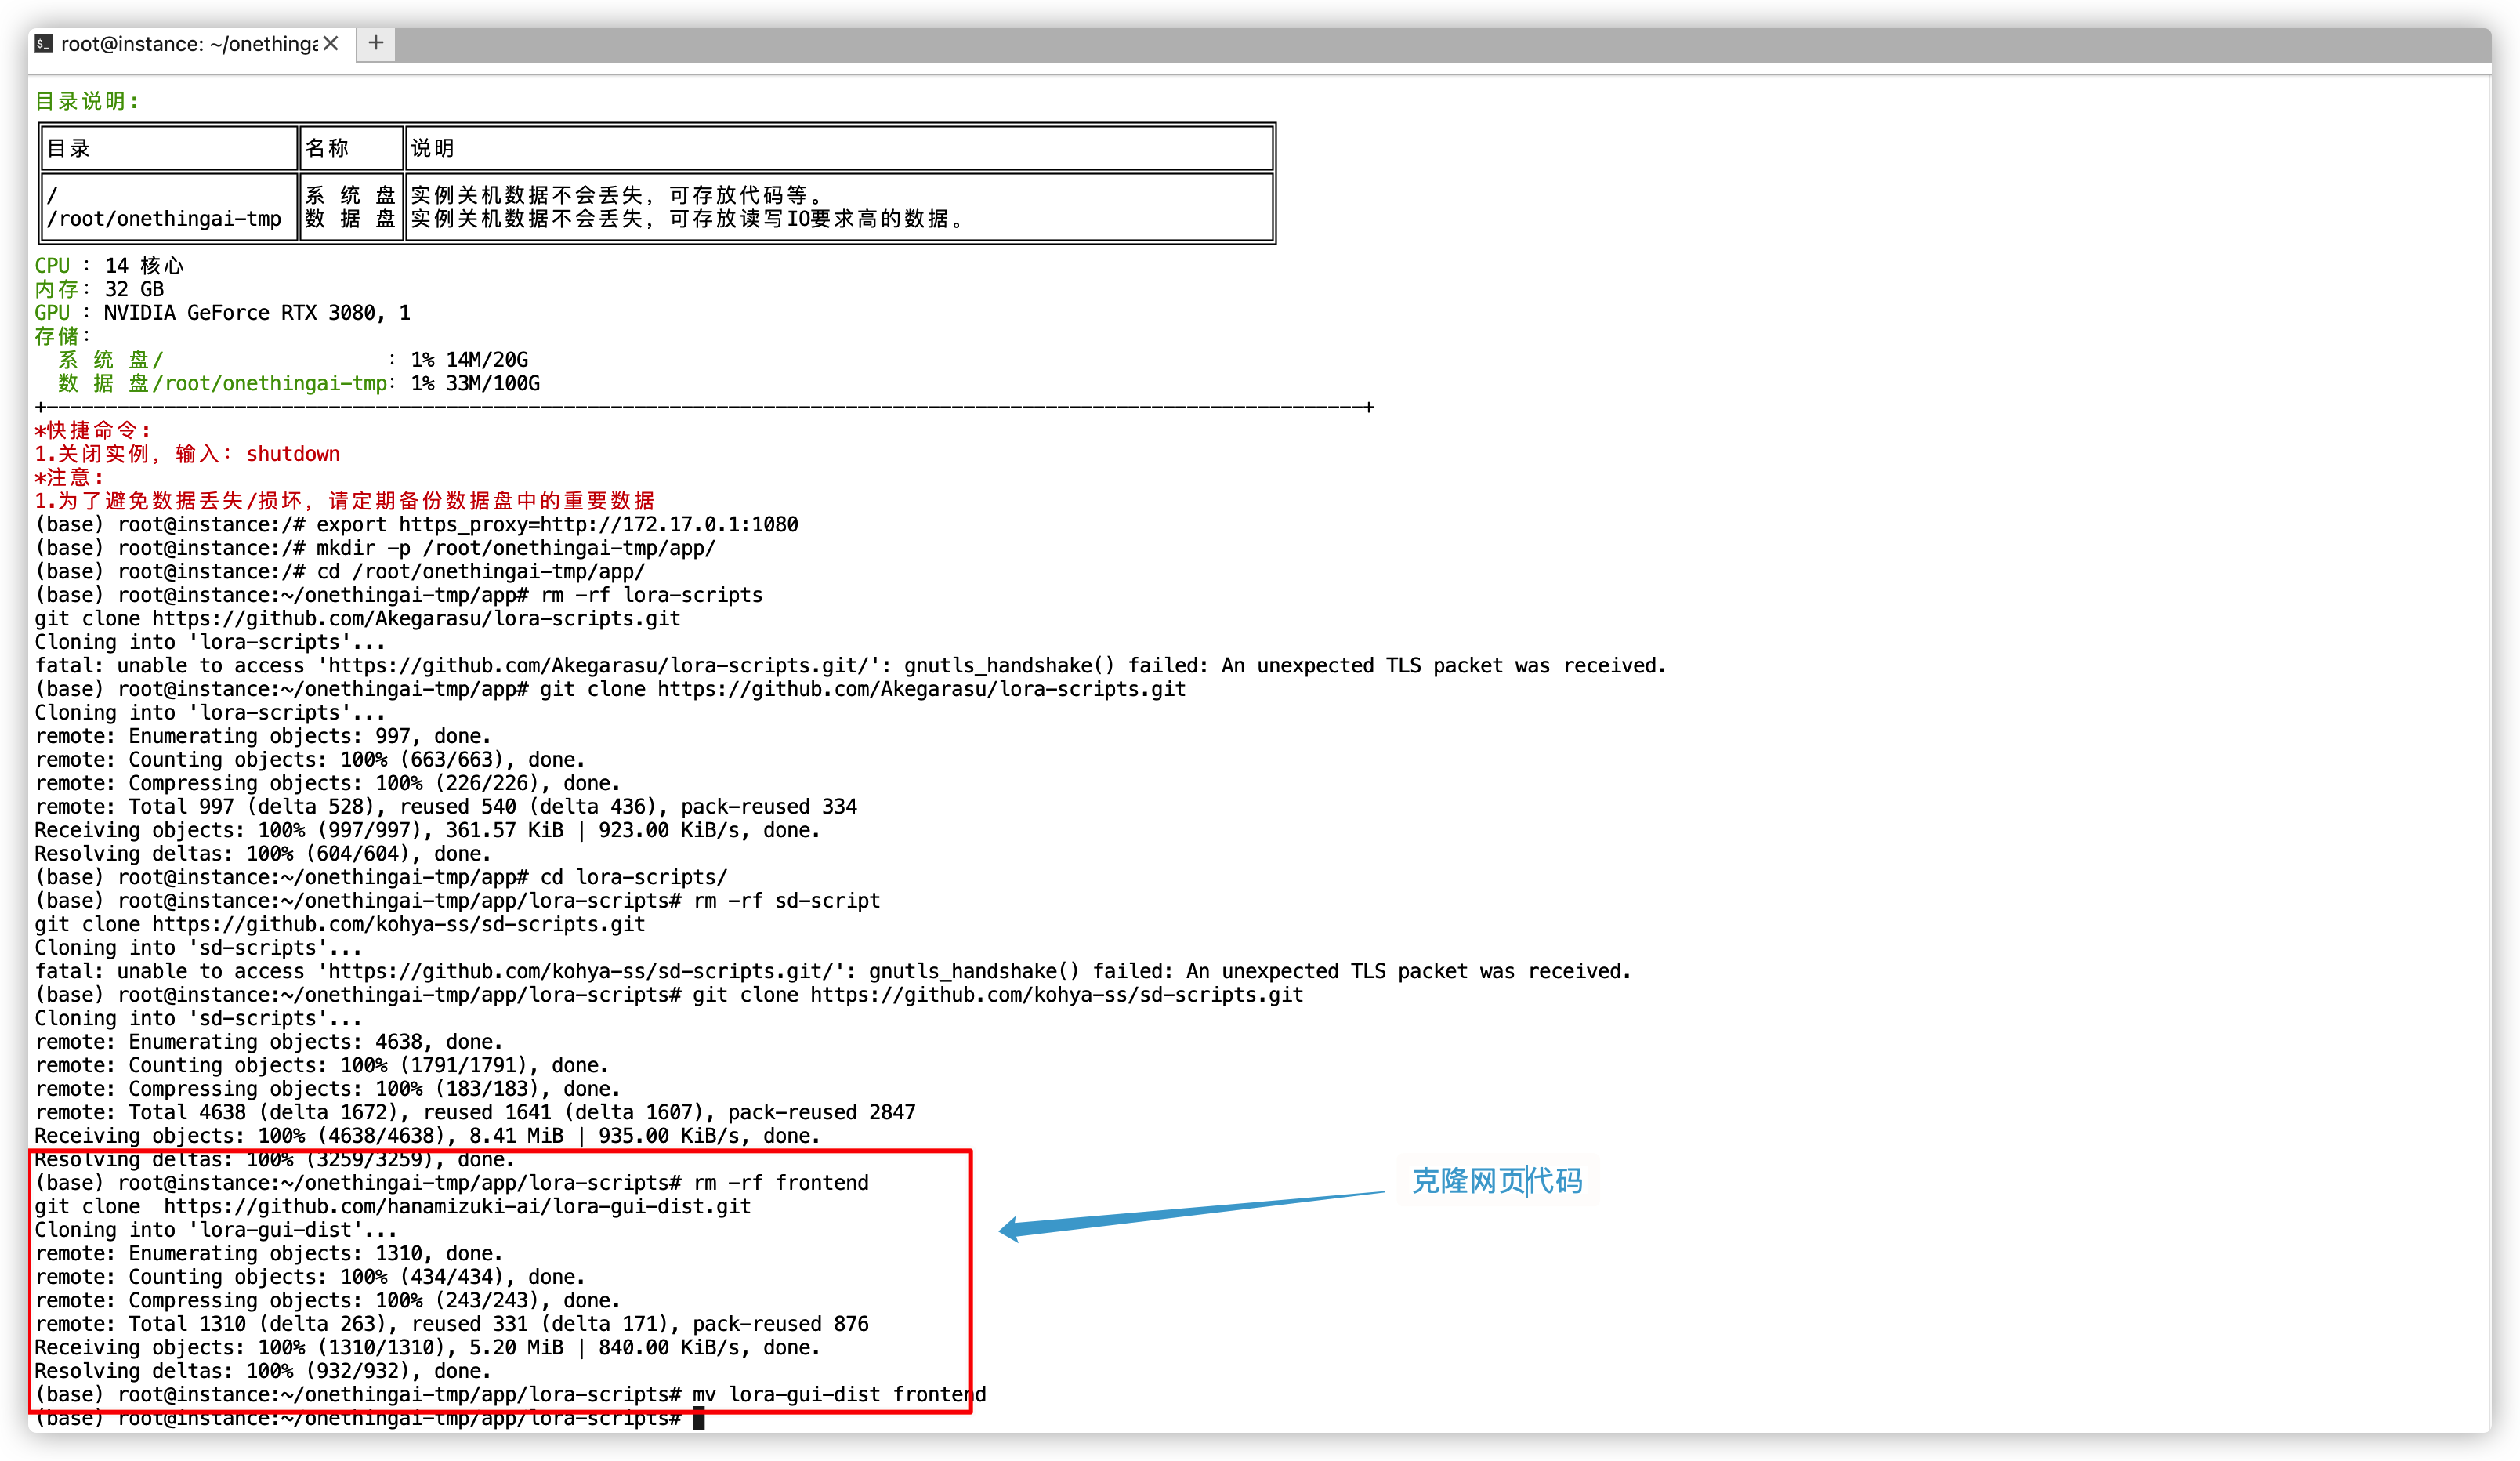 root@instance: ~/onethinga
目录说明:
目录 名称 说明
/ 系 统 盘 实例关机数据不会丢失，可存放代码等。
/root/onethingai-tmp 数 据 盘 实例关机数据不会丢失，可存放读写IO要求高的数据。
CPU : 14 核心
内存: 32 GB
GPU : NVIDIA GeForce RTX 3080, 1
存储:
系 统 盘/ : 1% 14M/20G
数 据 盘/root/onethingai-tmp: 1% 33M/100G
*快捷命令:
1.关闭实例, 输入: shutdown
*注意:
1.为了避免数据丢失/损坏, 请定期备份数据盘中的重要数据
(base) root@instance:/# export https_proxy=http://172.17.0.1:1080
(base) root@instance:/# mkdir -p /root/onethingai-tmp/app/
(base) root@instance:/# cd /root/onethingai-tmp/app/
(base) root@instance:~/onethingai-tmp/app# rm -rf lora-scripts
git clone https://github.com/Akegarasu/lora-scripts.git
Cloning into 'lora-scripts'...
fatal: unable to access 'https://github.com/Akegarasu/lora-scripts.git/': gnutls_handshake() failed: An unexpected TLS packet was received.
(base) root@instance:~/onethingai-tmp/app# git clone https://github.com/Akegarasu/lora-scripts.git
Cloning into 'lora-scripts'...
remote: Enumerating objects: 997, done.
remote: Counting objects: 100% (663/663), done.
remote: Compressing objects: 100% (226/226), done.
remote: Total 997 (delta 528), reused 540 (delta 436), pack-reused 334
Receiving objects: 100% (997/997), 361.57 KiB | 923.00 KiB/s, done.
Resolving deltas: 100% (604/604), done.
(base) root@instance:~/onethingai-tmp/app# cd lora-scripts/
(base) root@instance:~/onethingai-tmp/app/lora-scripts# rm -rf sd-script
git clone https://github.com/kohya-ss/sd-scripts.git
Cloning into 'sd-scripts'...
fatal: unable to access 'https://github.com/kohya-ss/sd-scripts.git/': gnutls_handshake() failed: An unexpected TLS packet was received.
(base) root@instance:~/onethingai-tmp/app/lora-scripts# git clone https://github.com/kohya-ss/sd-scripts.git
Cloning into 'sd-scripts'...
remote: Enumerating objects: 4638, done.
remote: Counting objects: 100% (1791/1791), done.
remote: Compressing objects: 100% (183/183), done.
remote: Total 4638 (delta 1672), reused 1641 (delta 1607), pack-reused 2847
Receiving objects: 100% (4638/4638), 8.41 MiB | 935.00 KiB/s, done.
Resolving deltas: 100% (3259/3259), done.
(base) root@instance:~/onethingai-tmp/app/lora-scripts# rm -rf frontend
git clone  https://github.com/hanamizuki-ai/lora-gui-dist.git
Cloning into 'lora-gui-dist'...
remote: Enumerating objects: 1310, done.
remote: Counting objects: 100% (434/434), done.
remote: Compressing objects: 100% (243/243), done.
remote: Total 1310 (delta 263), reused 331 (delta 171), pack-reused 876
Receiving objects: 100% (1310/1310), 5.20 MiB | 840.00 KiB/s, done.
Resolving deltas: 100% (932/932), done.
(base) root@instance:~/onethingai-tmp/app/lora-scripts# mv lora-gui-dist frontend
(base) root@instance:~/onethingai-tmp/app/lora-scripts#
克隆网页代码